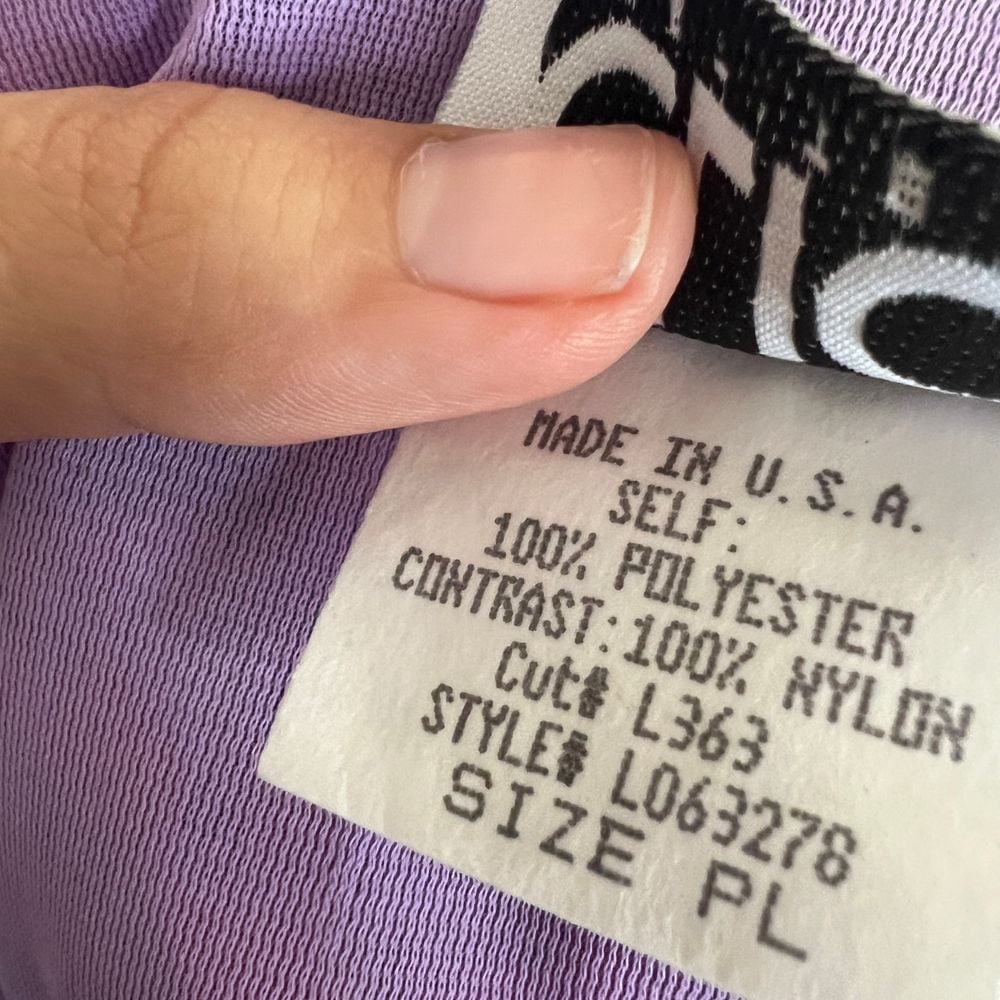 MADE IN U.S.A.
SELF:
100% POLYESTER
CONTRAST:100% NYLON
Cut# L363
STYLE# L063278
SIZE PL